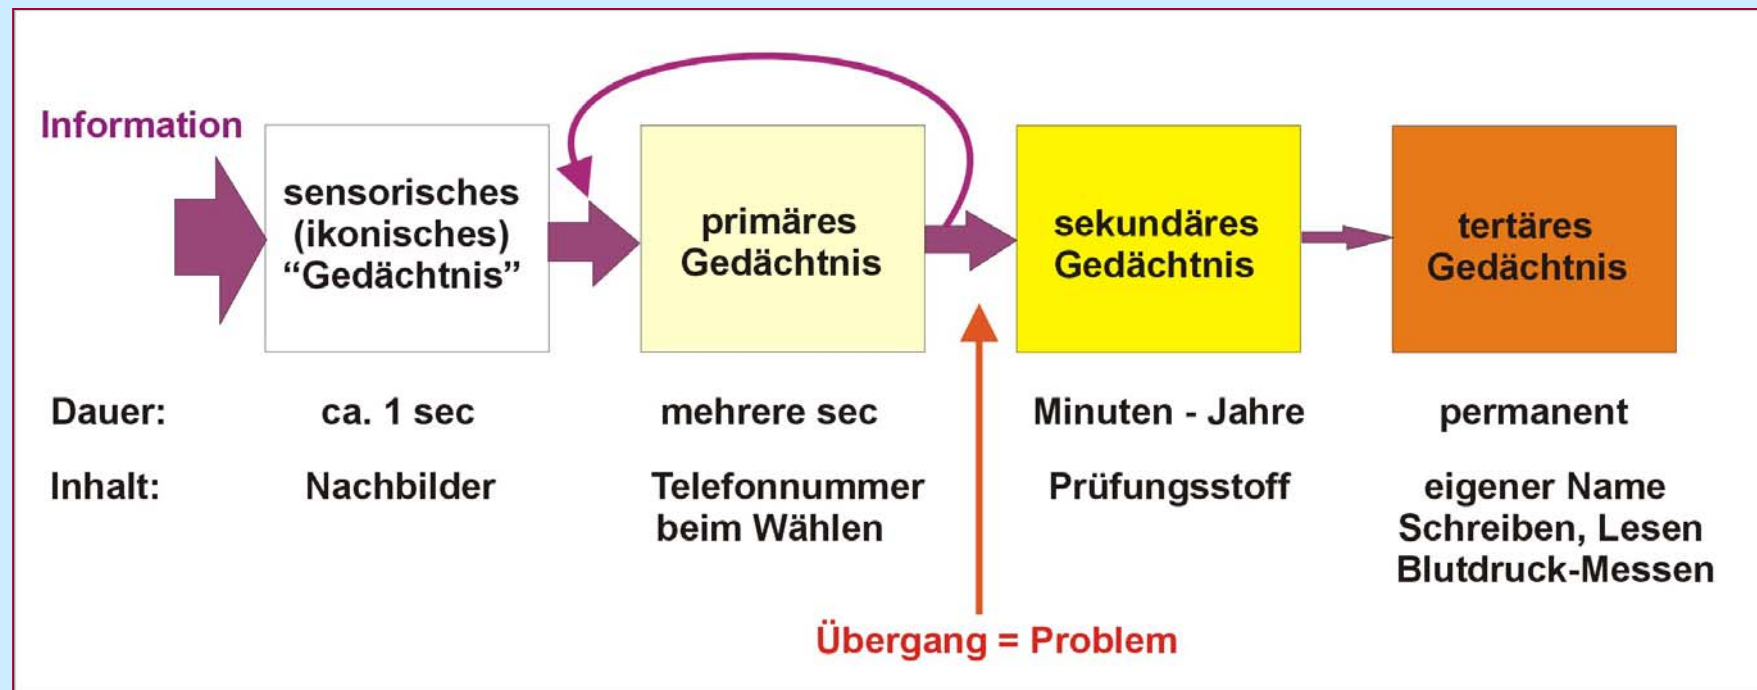 Information
sensorisches
(ikonisches)
“Gedächtnis”
primäres
Gedächtnis
sekundäres
Gedächtnis
tertäres
Gedächtnis
Dauer:
ca. 1 sec
mehrere sec
Minuten - Jahre
permanent
Inhalt:
Nachbilder
Telefonnummer
beim Wählen
Prüfungsstoff
eigener Name
Schreiben, Lesen
Blutdruck-Messen
Übergang = Problem